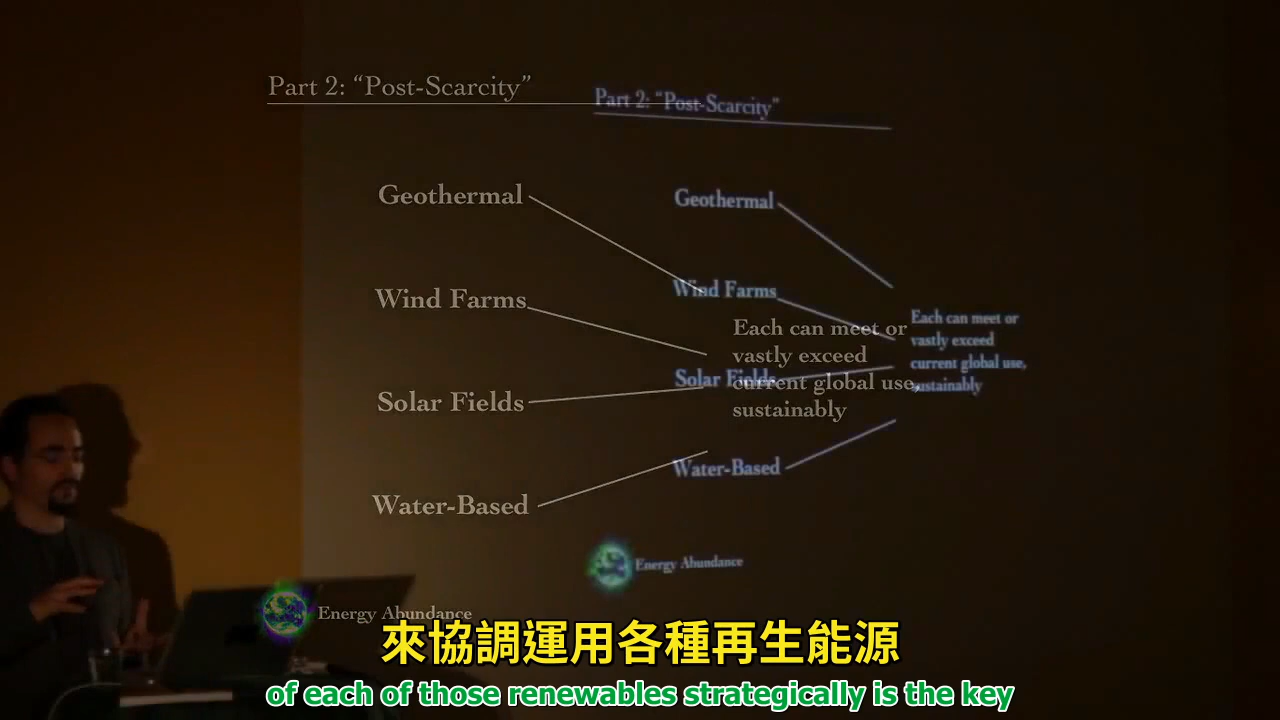 Part 2: “Post-Scarcity”
Geothermal
Wind Farms
Solar Fields
Water-Based
Each can meet or
vastly exceed
current global use,
sustainably
Energy Abundance
Part 2: “Post-Scarcity”
Geothermal
Wind Farms
Solar Fields
Water-Based
Each can meet or
vastly exceed
current global use,
sustainably
Energy Abundance
來協調運用各種再生能源
of each of those renewables strategically is the key